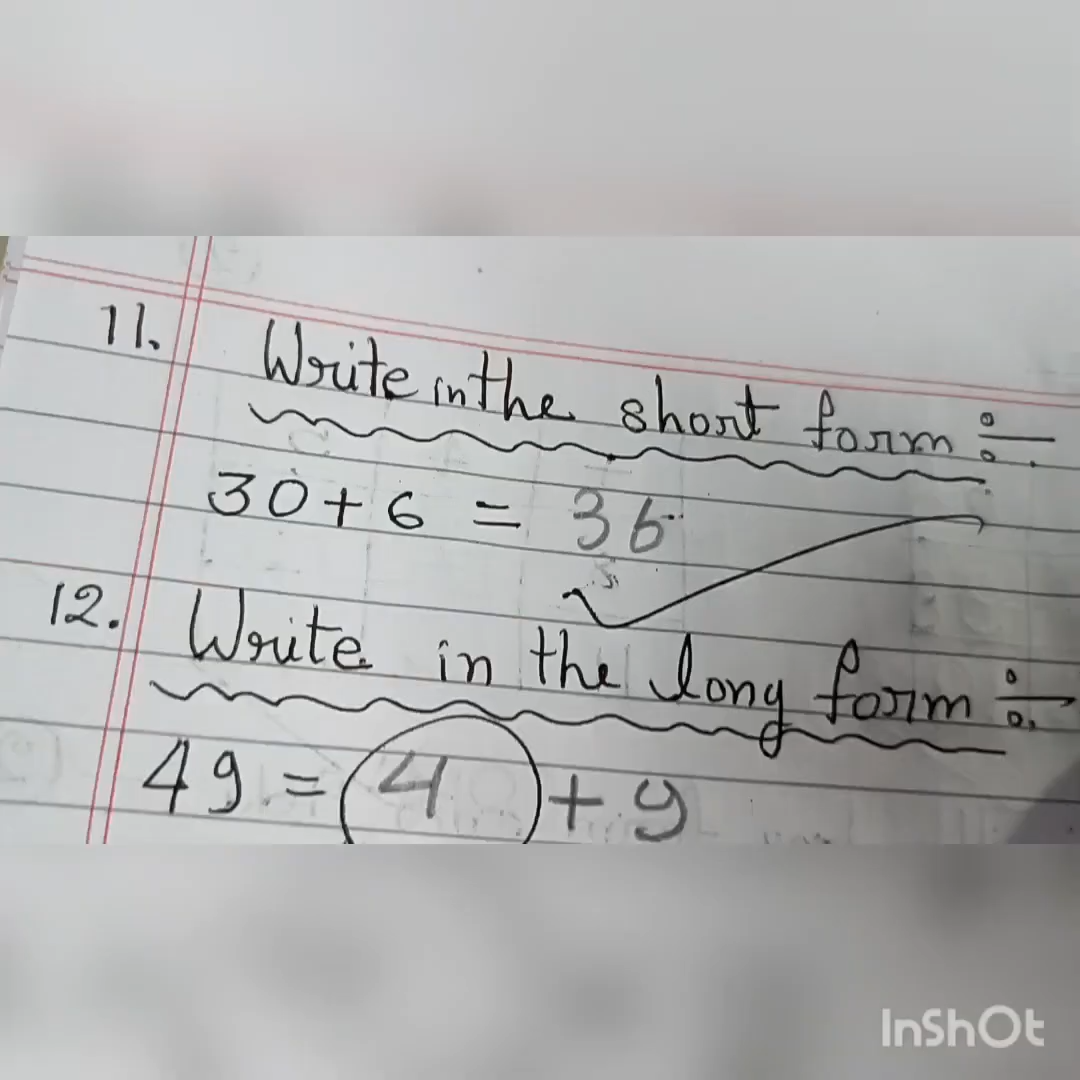 11. Write in the short form ÷
30 + 6 = 36
12. Write in the long form ÷
49 = 4 + 9
InShOt